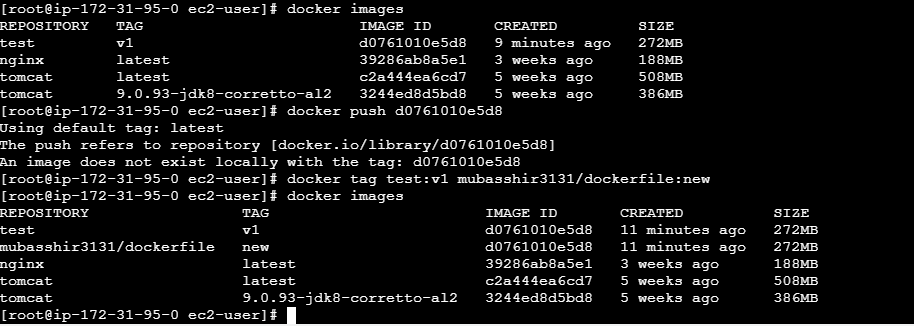 [root@ip-172-31-95-0 ec2-user]# docker images
REPOSITORY TAG IMAGE ID CREATED SIZE
test v1 d0761010e5d8 9 minutes ago 272MB
nginx latest 39286ab8a5e1 3 weeks ago 188MB
tomcat latest c2a444ea6cd7 5 weeks ago 508MB
tomcat 9.0.93-jdk8-corretto-al2 3244ed8d5bd8 5 weeks ago 386MB
[root@ip-172-31-95-0 ec2-user]# docker push d0761010e5d8
Using default tag: latest
The push refers to repository [docker.io/library/d0761010e5d8]
An image does not exist locally with the tag: d0761010e5d8
[root@ip-172-31-95-0 ec2-user]# docker tag test:v1 mubasshir3131/dockerfile:new
[root@ip-172-31-95-0 ec2-user]# docker images
REPOSITORY TAG IMAGE ID CREATED SIZE
test v1 d0761010e5d8 11 minutes ago 272MB
mubasshir3131/dockerfile new d0761010e5d8 11 minutes ago 272MB
nginx latest 39286ab8a5e1 3 weeks ago 188MB
tomcat latest c2a444ea6cd7 5 weeks ago 508MB
tomcat 9.0.93-jdk8-corretto-al2 3244ed8d5bd8 5 weeks ago 386MB
[root@ip-172-31-95-0 ec2-user]#